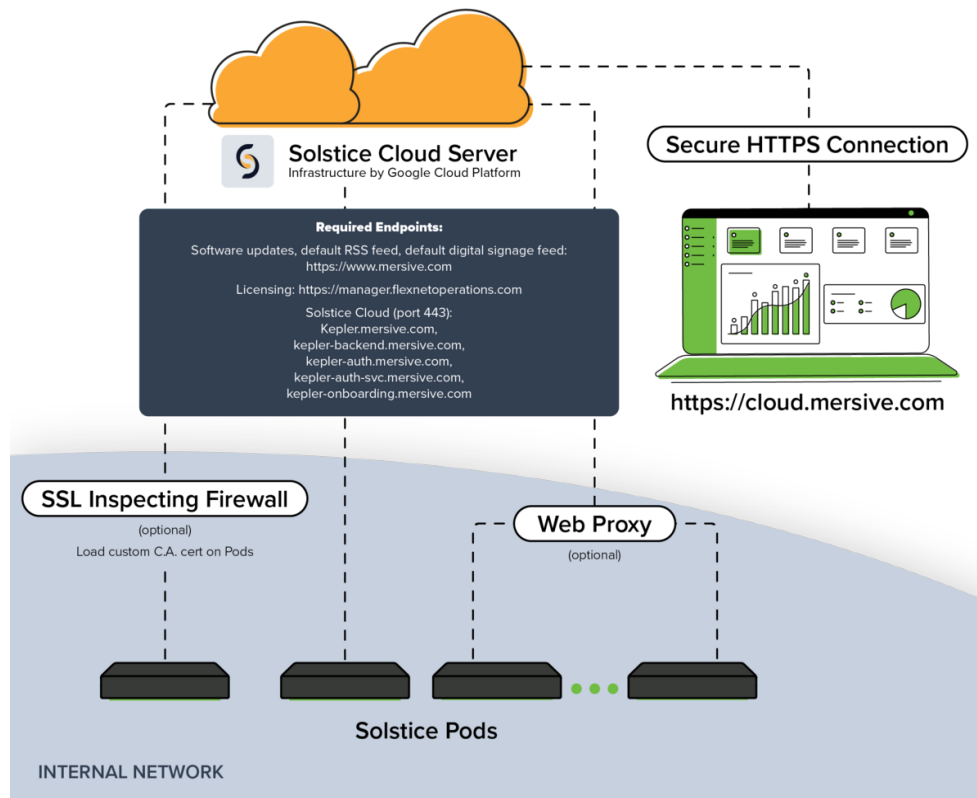 Solstice Cloud Server
Infrastructure by Google Cloud Platform
Secure HTTPS Connection
https://cloud.mersive.com
Required Endpoints:
Software updates, default RSS feed, default digital signage feed:
https://www.mersive.com
Licensing: https://manager.flexnetoperations.com
Solstice Cloud (port 443):
Kepler.mersive.com,
kepler-backend.mersive.com,
kepler-auth.mersive.com,
kepler-auth-svc.mersive.com,
kepler-onboarding.mersive.com
SSL Inspecting Firewall
(optional)
Load custom C.A. cert on Pods
Web Proxy
(optional)
Solstice Pods
INTERNAL NETWORK